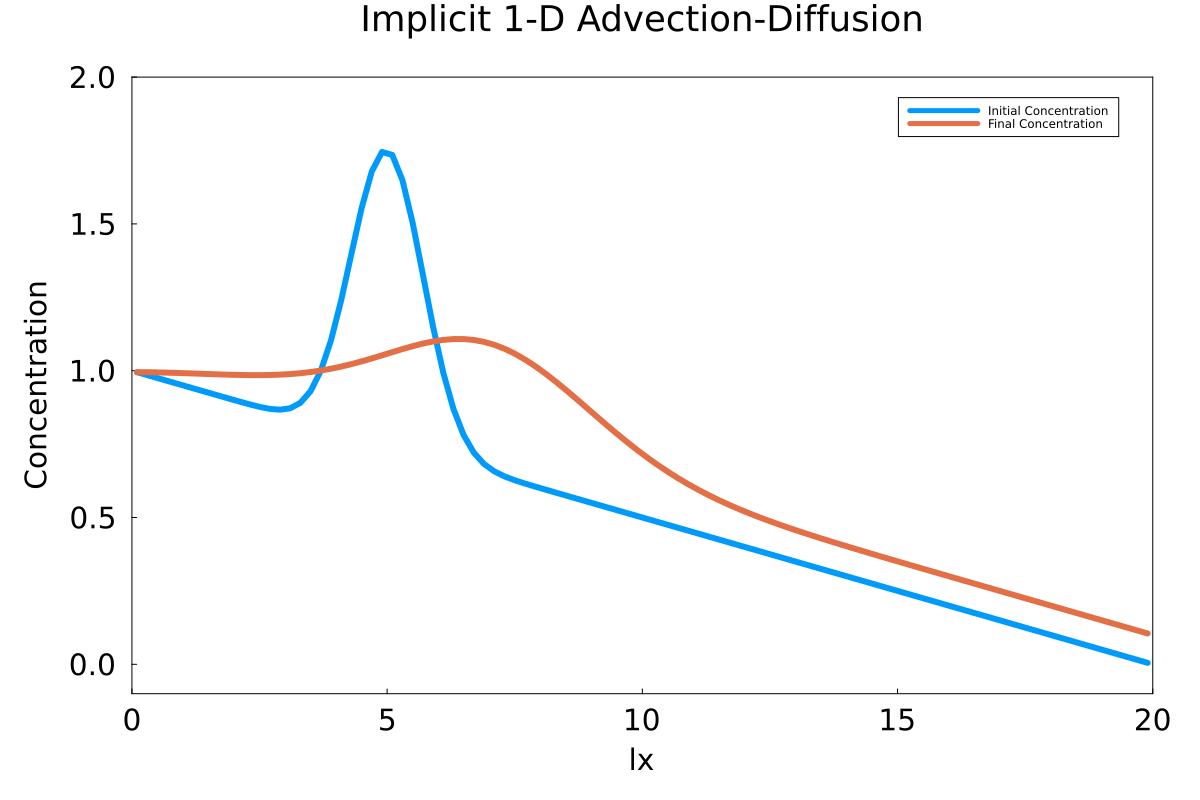 Implicit 1-D Advection-Diffusion
2.0
Initial Concentration
Final Concentration
1.5
1.0
0.5
0.0
Concentration
0 5 10 15 20
lx